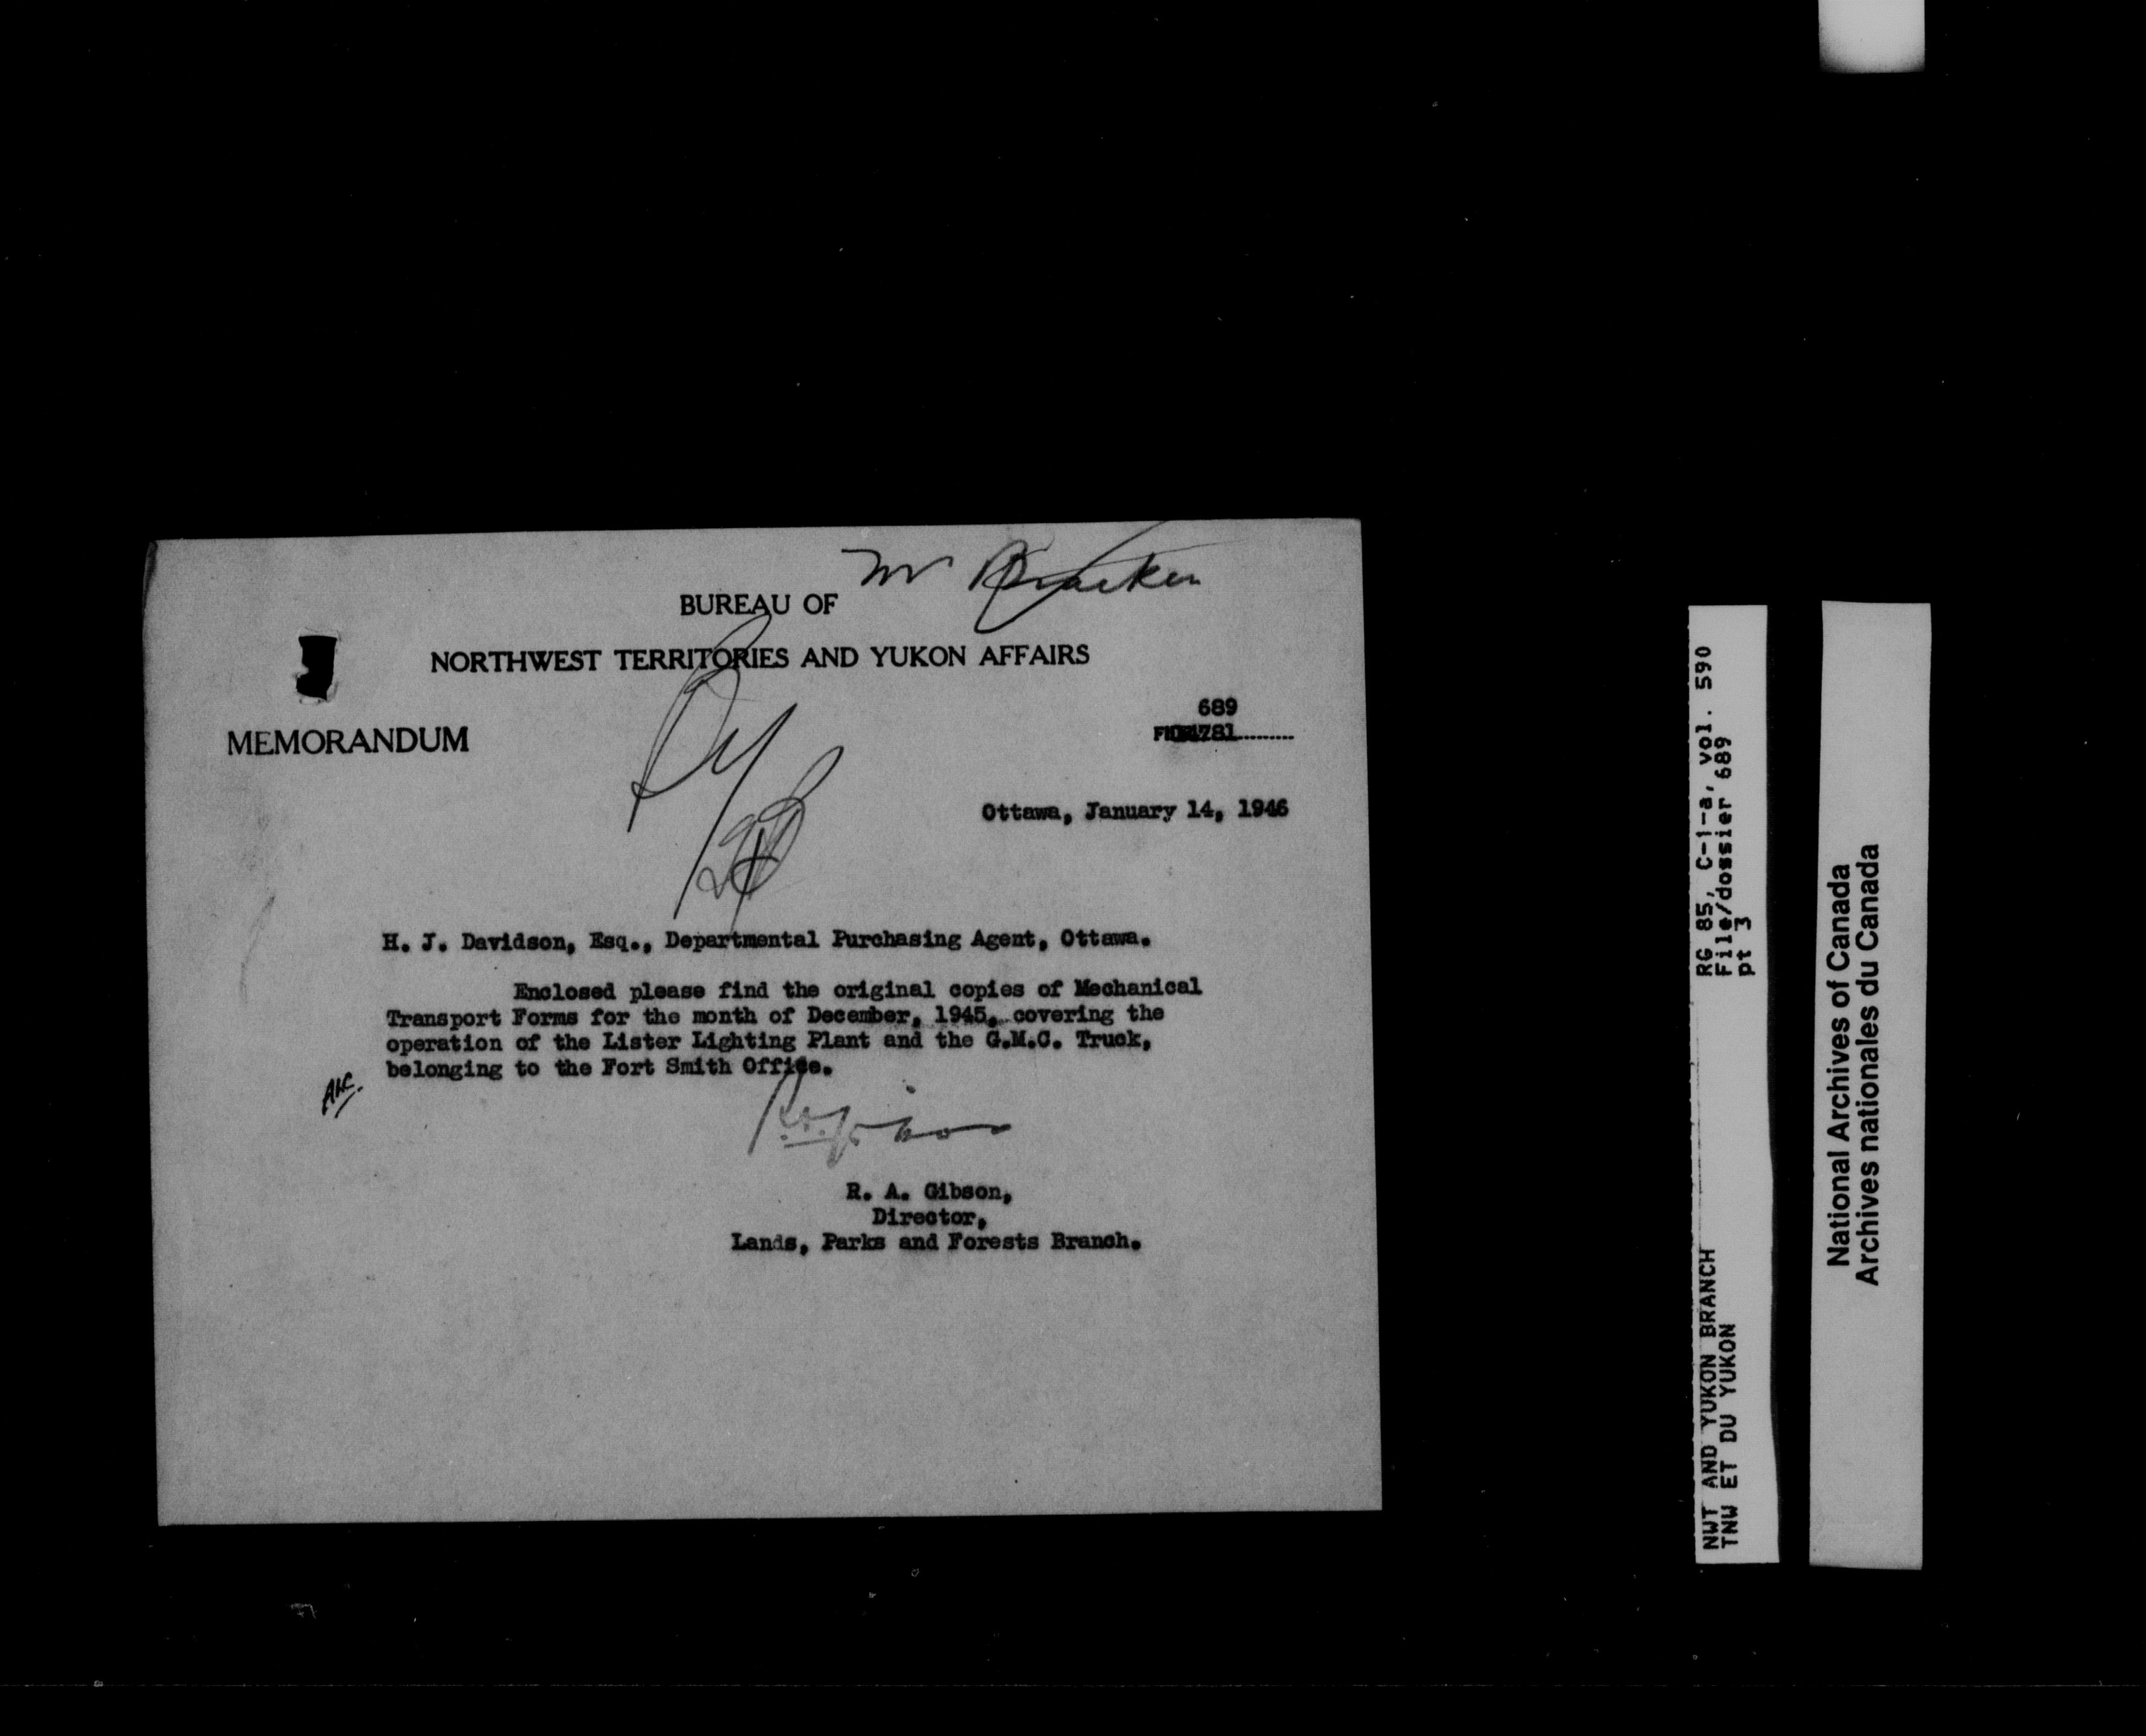 Mr Bracken
BUREAU OF
NORTHWEST TERRITORIES AND YUKON AFFAIRS
689
MEMORANDUM
Ottawa, January 14, 1946
H. J. Davidson, Esq., Departmental Purchasing Agent, Ottawa.
Enclosed please find the original copies of Mechanical
Transport Forms for the month of December, 1945, covering the
operation of the Lister Lighting Plant and the G.M.C. Truck,
belonging to the Fort Smith Office.
R. A. Gibson
R. A. Gibson,
Director,
Lands, Parks and Forests Branch.
RG 85, C-1-a, vol. 590
File/dossier 689
pt 3
NWT AND YUKON BRANCH
TNW ET DU YUKON
National Archives of Canada
Archives nationales du Canada